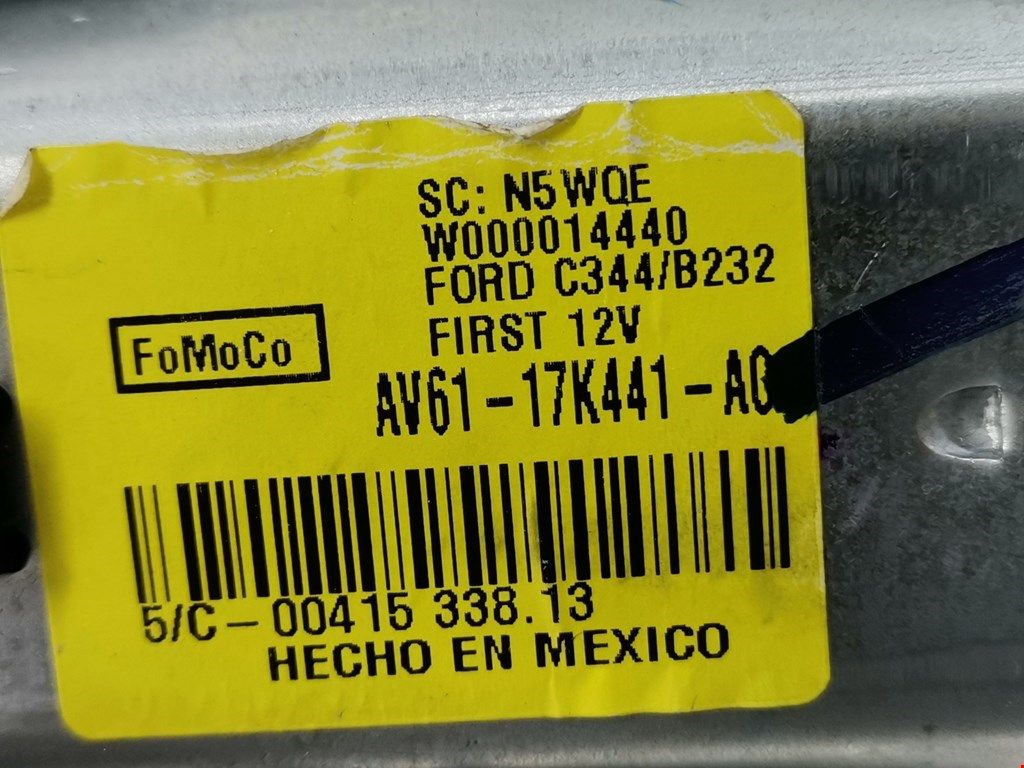 SC: N5WQE
W000014440
FORD C344/B232
FIRST 12V
FoMoCo
AV61-17K441-
5/C-00415 338.13
HECHO EN MEXICO